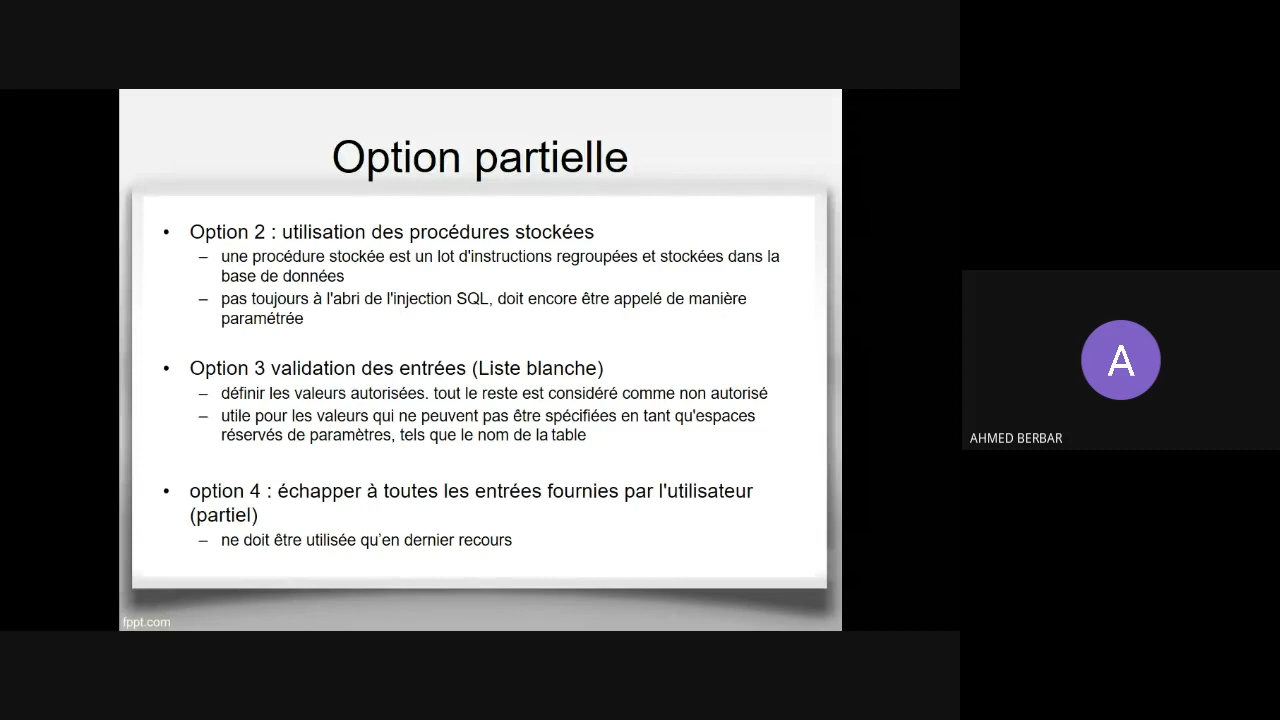 Option partielle
• Option 2 : utilisation des procédures stockées
– une procédure stockée est un lot d'instructions regroupées et stockées dans la
base de données
– pas toujours à l'abri de l'injection SQL, doit encore être appelé de manière
paramétrée
• Option 3 validation des entrées (Liste blanche)
– définir les valeurs autorisées. tout le reste est considéré comme non autorisé
– utile pour les valeurs qui ne peuvent pas être spécifiées en tant qu'espaces
réservés de paramètres, tels que le nom de la table
• option 4 : échapper à toutes les entrées fournies par l'utilisateur
(partiel)
– ne doit être utilisée qu’en dernier recours
fppt.com
A
AHMED BERBAR